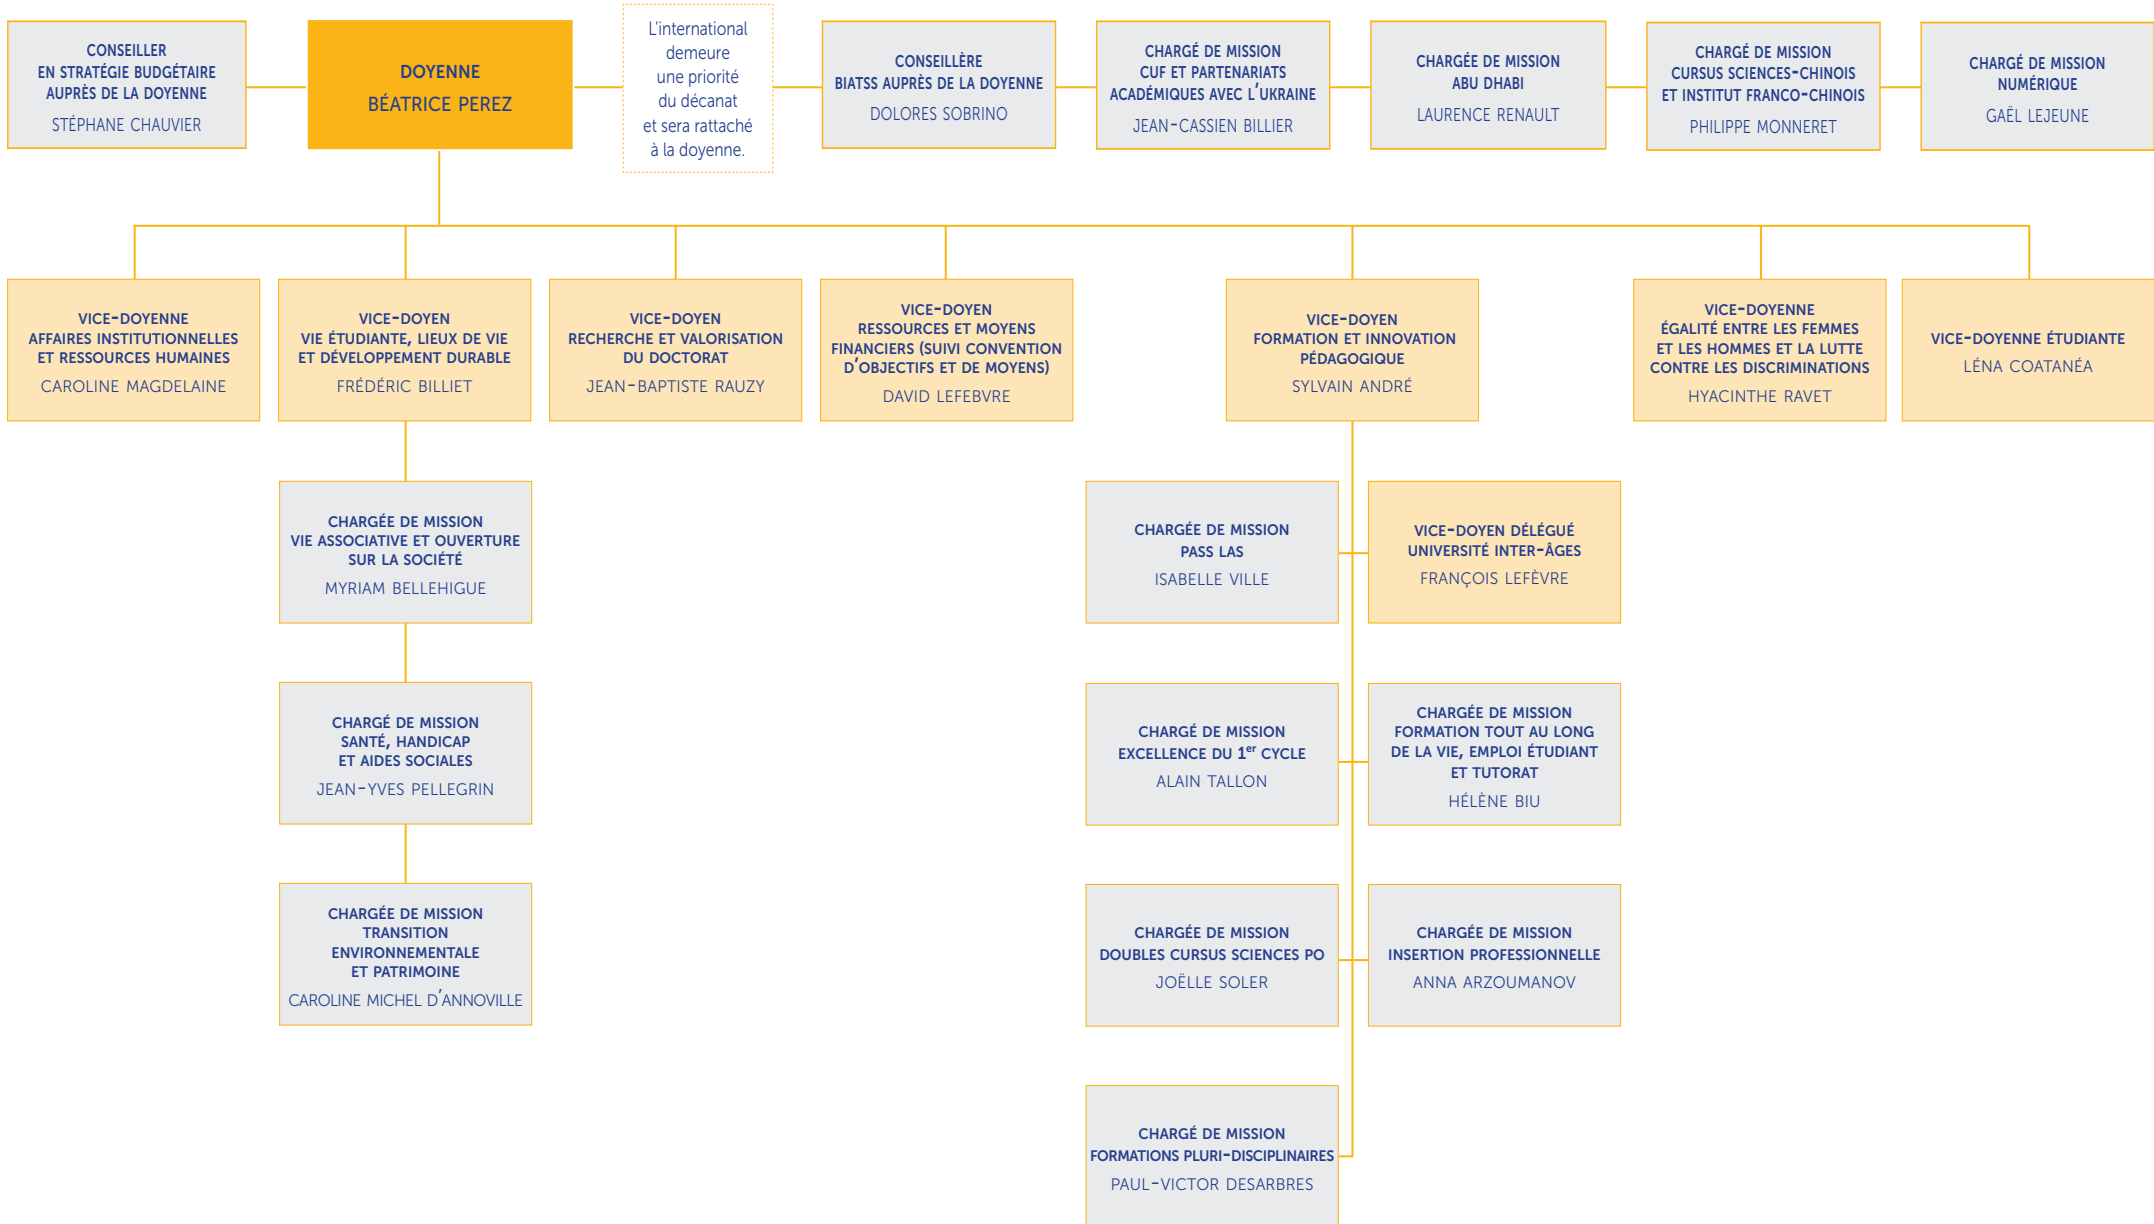 CONSEILLER
EN STRATÉGIE BUDGÉTAIRE
AUPRÈS DE LA DOYENNE
STÉPHANE CHAUVIER
DOYENNE
BÉATRICE PEREZ
L'international
demeure
une priorité
du décanat
et sera rattaché
à la doyenne.
CONSEILLÈRE
BIATSS AUPRÈS DE LA DOYENNE
DOLORES SOBRINO
CHARGÉ DE MISSION
CUF ET PARTENARIATS
ACADÉMIQUES AVEC L'UKRAINE
JEAN-CASSIEN BILLIER
CHARGÉE DE MISSION
ABU DHABI
LAURENCE RENAULT
CHARGÉ DE MISSION
CURSUS SCIENCES-CHINOIS
ET INSTITUT FRANCO-CHINOIS
PHILIPPE MONNERET
CHARGÉ DE MISSION
NUMÉRIQUE
GAËL LEJEUNE
VICE-DOYENNE
AFFAIRES INSTITUTIONNELLES
ET RESSOURCES HUMAINES
CAROLINE MAGDELAINE
VICE-DOYEN
VIE ÉTUDIANTE, LIEUX DE VIE
ET DÉVELOPPEMENT DURABLE
FRÉDÉRIC BILLIET
VICE-DOYEN
RECHERCHE ET VALORISATION
DU DOCTORAT
JEAN-BAPTISTE RAUZY
VICE-DOYEN
RESSOURCES ET MOYENS
FINANCIERS (SUIVI CONVENTION
D'OBJECTIFS ET DE MOYENS)
DAVID LEFEBVRE
VICE-DOYEN
FORMATION ET INNOVATION
PÉDAGOGIQUE
SYLVAIN ANDRÉ
VICE-DOYENNE
ÉGALITÉ ENTRE LES FEMMES
ET LES HOMMES ET LA LUTTE
CONTRE LES DISCRIMINATIONS
HYACINTHE RAVET
VICE-DOYENNE ÉTUDIANTE
LÉNA COATANÉA
CHARGÉE DE MISSION
VIE ASSOCIATIVE ET OUVERTURE
SUR LA SOCIÉTÉ
MYRIAM BELLEHIGUE
CHARGÉE DE MISSION
PASS LAS
ISABELLE VILLE
VICE-DOYEN DÉLÉGUÉ
UNIVERSITÉ INTER-ÂGES
FRANÇOIS LEFÈVRE
CHARGÉ DE MISSION
SANTÉ, HANDICAP
ET AIDES SOCIALES
JEAN-YVES PELLEGRIN
CHARGÉ DE MISSION
EXCELLENCE DU 1er CYCLE
ALAIN TALLON
CHARGÉE DE MISSION
FORMATION TOUT AU LONG
DE LA VIE, EMPLOI ÉTUDIANT
ET TUTORAT
HÉLÈNE BIU
CHARGÉE DE MISSION
TRANSITION
ENVIRONNEMENTALE
ET PATRIMOINE
CAROLINE MICHEL D'ANNOVILLE
CHARGÉE DE MISSION
DOUBLES CURSUS SCIENCES PO
JOËLLE SOLER
CHARGÉE DE MISSION
INSERTION PROFESSIONNELLE
ANNA ARZOUMANOV
CHARGÉ DE MISSION
FORMATIONS PLURI-DISCIPLINAIRES
PAUL-VICTOR DESARBRES